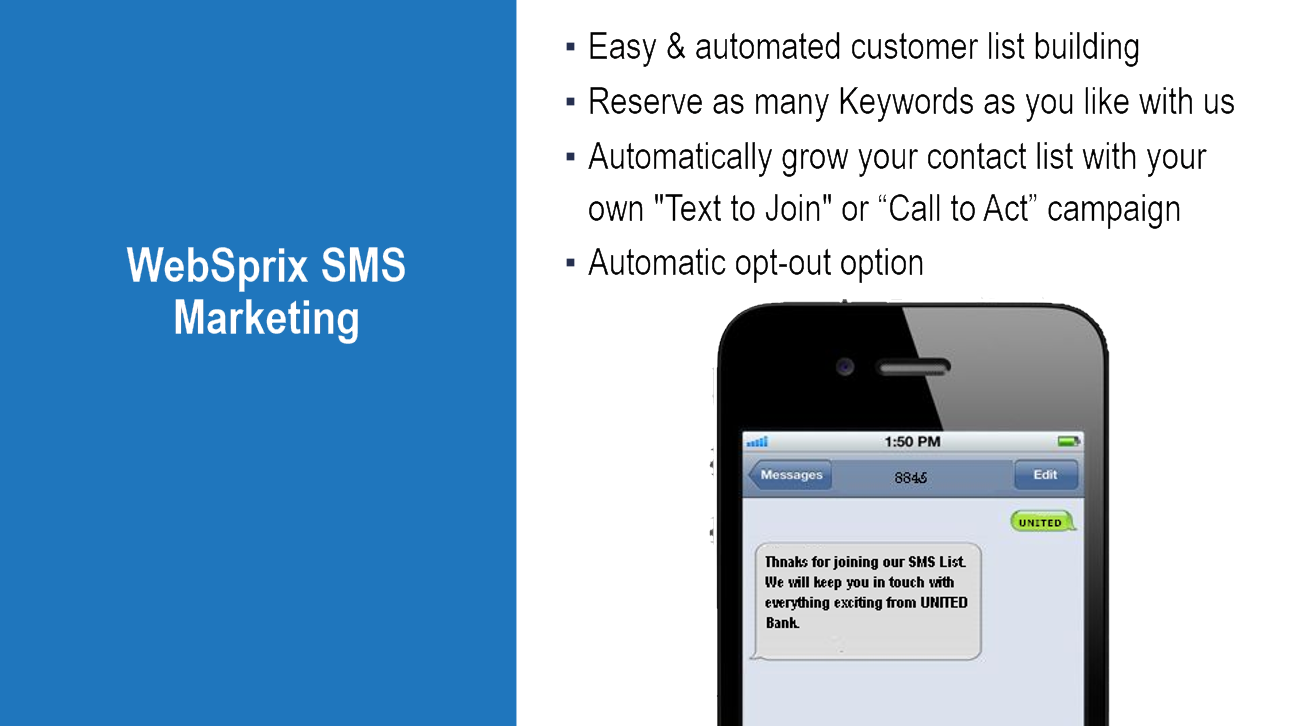 WebSprix SMS
Marketing
▪ Easy & automated customer list building
▪ Reserve as many Keywords as you like with us
▪ Automatically grow your contact list with your
own "Text to Join" or “Call to Act” campaign
▪ Automatic opt-out option
1:50 PM
Messages
8845
Edit
UNITED
Thnaks for joining our SMS List.
We will keep you in touch with
everything exciting from UNITED
Bank.